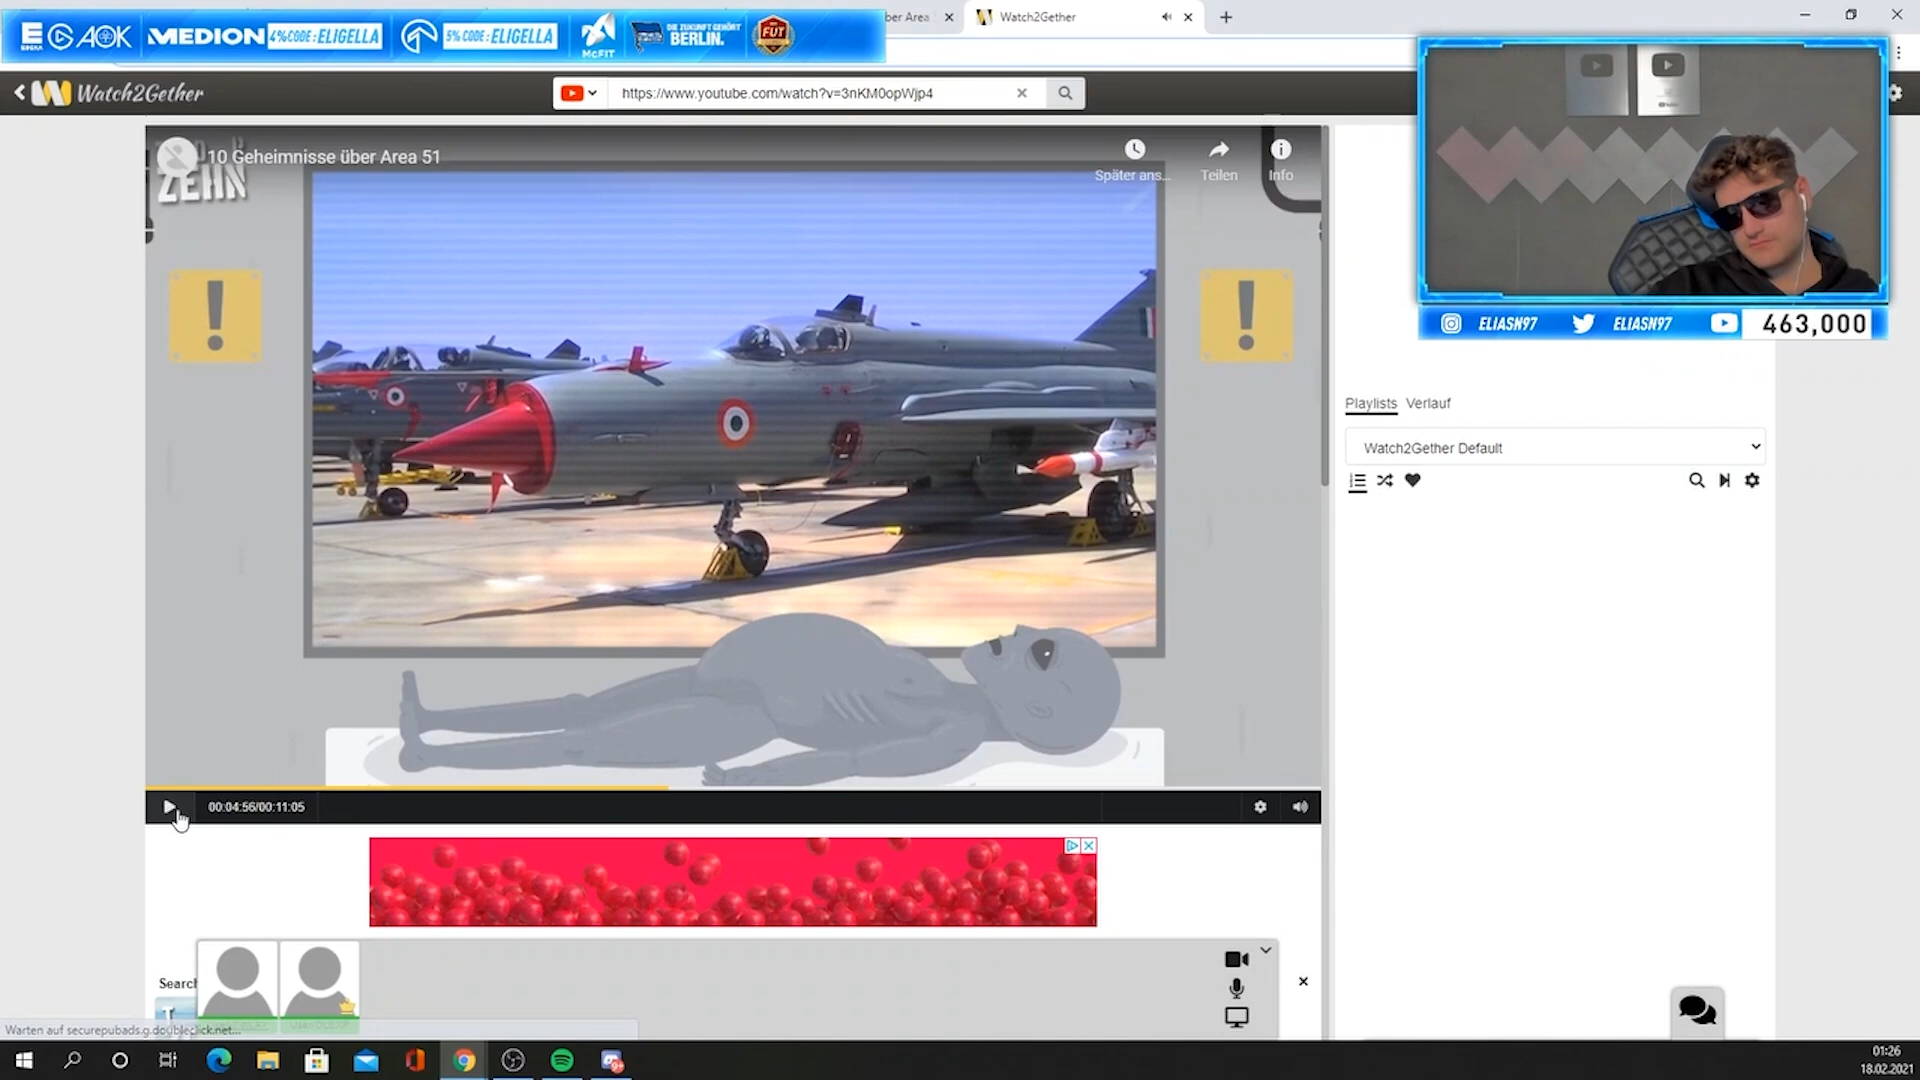 ber Area
Watch2Gether
AOK
MEDION 4% CODE: ELIGELLA
5% CODE: ELIGELLA
McFIT
DIE ZUKUNFT GEHÖRT
BERLIN.
FUT
Watch2Gether
https://www.youtube.com/watch?v=3nKM0opWjp4
10 Geheimnisse über Area 51
ZEHN
Später ans...
Teilen
Info
ELIASN97
ELIASN97
463,000
Playlists Verlauf
Watch2Gether Default
00:04:56/00:11:05
Search
Warten auf securepubads.g.doubleclick.net...
01:26
18.02.2021